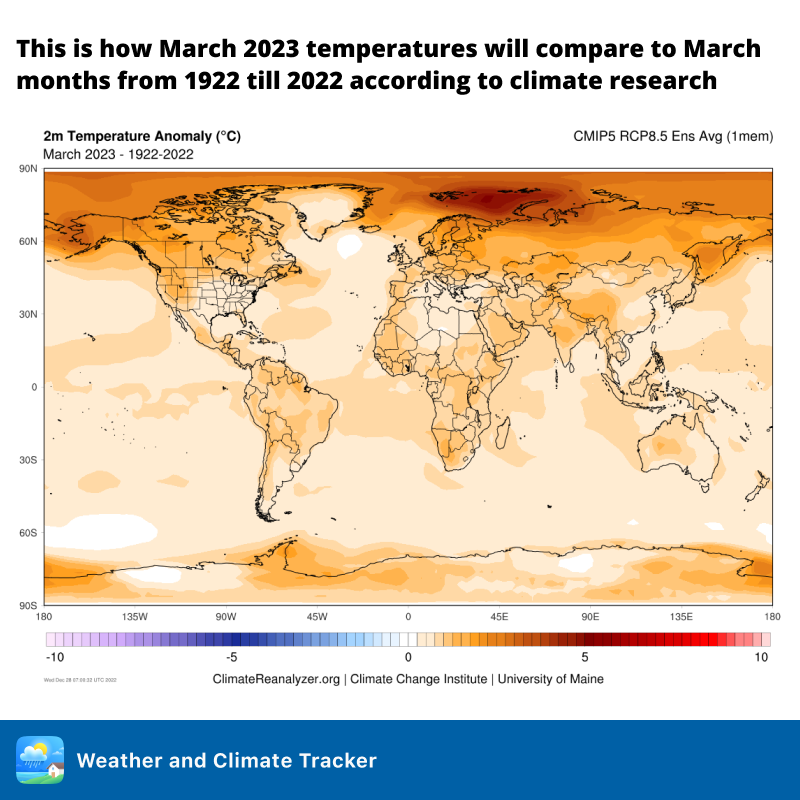 This is how March 2023 temperatures will compare to March
months from 1922 till 2022 according to climate research
2m Temperature Anomaly (°C)
CMIP5 RCP8.5 Ens Avg (1mem)
March 2023 - 1922-2022
90N
60N
30N
0
30S
60S
90S
180 135W 90W 45W 0 45E 90E 135E 180
-10 -5 0 5 10
Wed Dec 28 07:00:32 UTC 2022
ClimateReanalyzer.org | Climate Change Institute | University of Maine
Weather and Climate Tracker